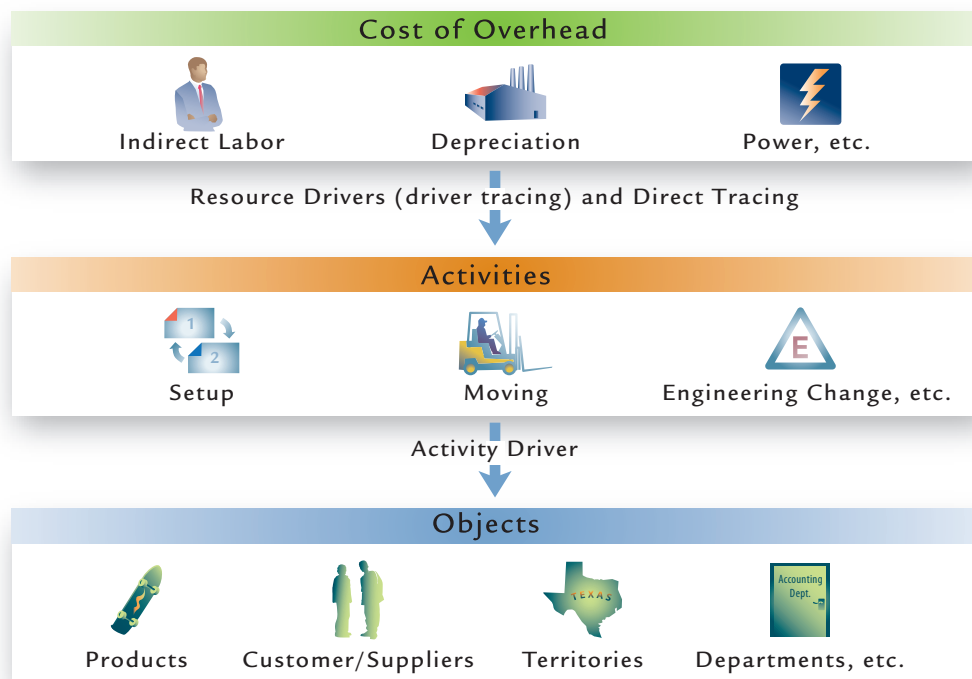 Cost of Overhead
Indirect Labor
Depreciation
Power, etc.
Resource Drivers (driver tracing) and Direct Tracing
Activities
1
2
E
Setup
Moving
Engineering Change, etc.
Activity Driver
Objects
TEXAS
Accounting
Dept.
Products
Customer/Suppliers
Territories
Departments, etc.